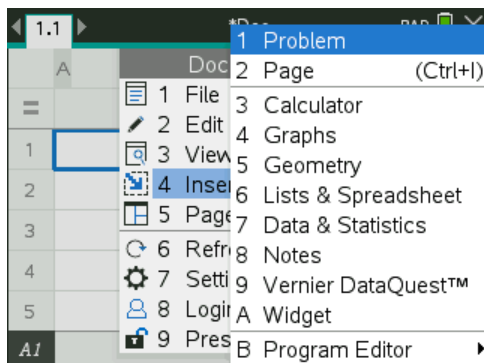 1.1 *Doc RAD
A
1
2
3
4
5
A1
Doc
1 File
2 Edit
3 View
4 Inser
5 Page
6 Refr
7 Setti
8 Login
9 Pres
1 Problem
2 Page (Ctrl+I)
3 Calculator
4 Graphs
5 Geometry
6 Lists & Spreadsheet
7 Data & Statistics
8 Notes
9 Vernier DataQuest™
A Widget
B Program Editor